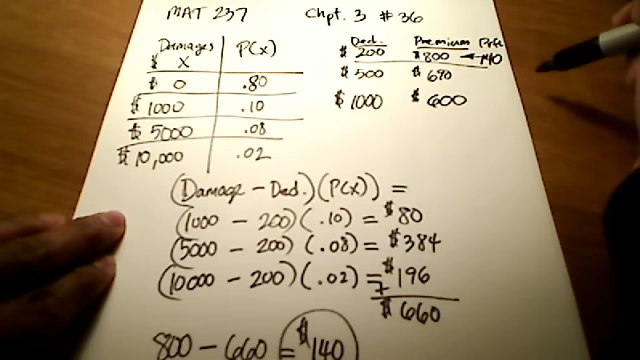 MAT 237 Chpt. 3 #36
Damages P(x) Ded. Premium Prft
$ X $200 $800 ←140
$ 0 .80 $500 $690
$ 1000 .10 $1000 $600
$ 5000 .08
$ 10,000 .02
(Damage - Ded.)(P(x)) =
(1000 - 200)(.10) = $80
(5000 - 200)(.08) = $384
(10000 - 200)(.02) = $196
+
$660
800 - 660 = $140